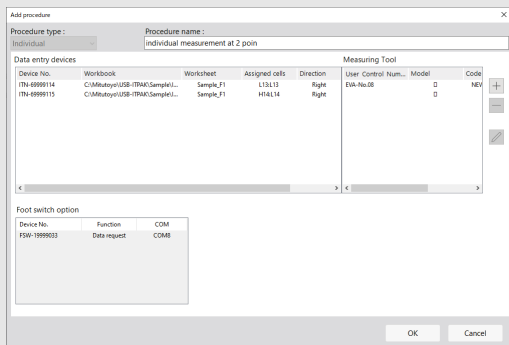 Add procedure
Procedure type :
Procedure name :
Individual
individual measurement at 2 poin
Data entry devices
Measuring Tool
Device No. Workbook Worksheet Assigned cells Direction
User Control Num... Model Code
ITN-69999114 C:\Mitutoyo\USB-ITPAK\Sample\I... Sample_F1 L13:L13 Right
EVA-No.08 NEW
ITN-69999115 C:\Mitutoyo\USB-ITPAK\Sample\I... Sample_F1 H14:L14 Right
Foot switch option
Device No. Function COM
FSW-19999033 Data request COM8
OK Cancel